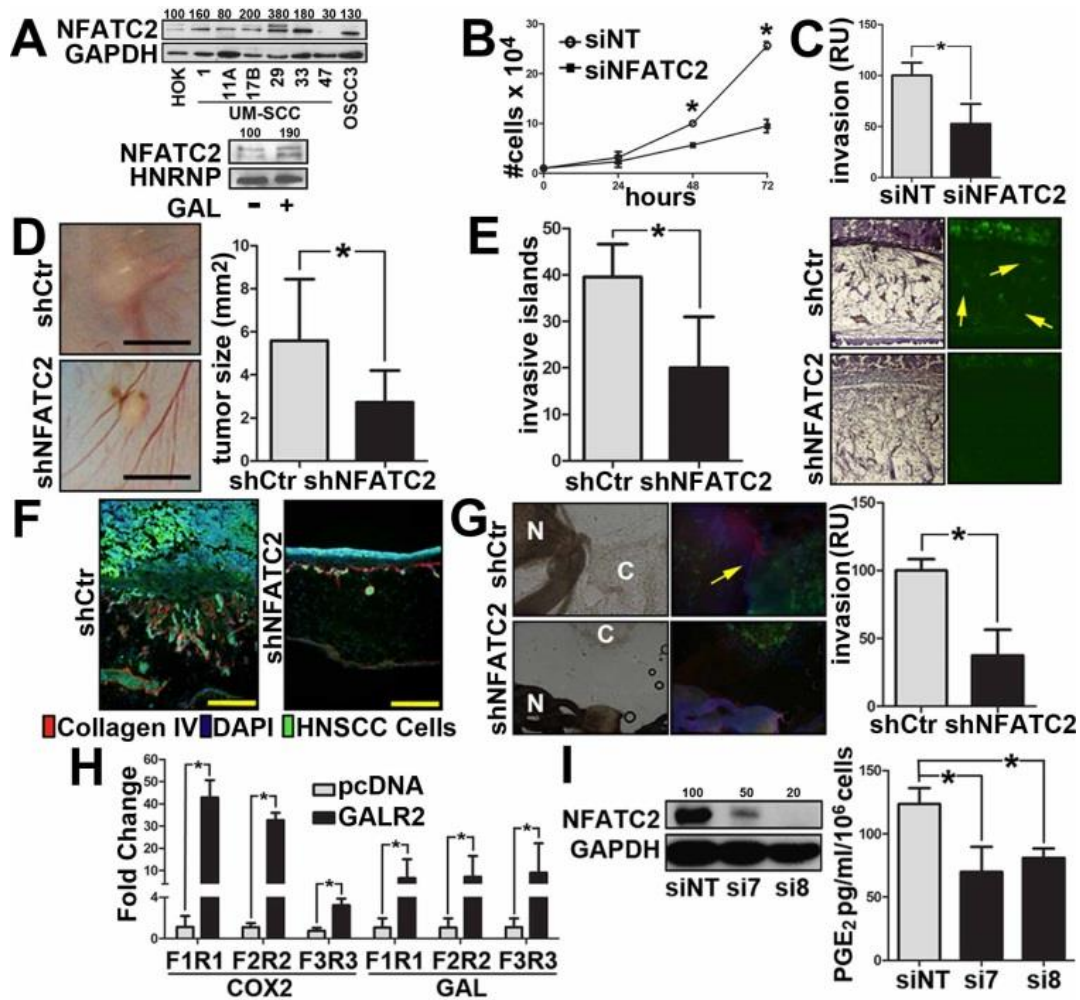 A
100 160 80 200 380 180 30 130
NFATC2
GAPDH
HOK 1 11A 17B 29 33 47 OSCC3
UM-SCC
100 190
NFATC2
HNRNP
GAL - +
B
#cells x 10⁴
30
20
10
0
0 24 48 72
hours
siNT
siNFATC2
*
*
C
invasion (RU)
150
100
50
0
*
siNT siNFATC2
D
shCtr
shNFATC2
tumor size (mm²)
10
8
6
4
2
0
*
shCtr shNFATC2
E
invasive islands
50
40
30
20
10
0
*
shCtr shNFATC2
shCtr
shNFATC2
F
shCtr
shNFATC2
Collagen IV DAPI HNSCC Cells
G
shCtr
shNFATC2
N
C
C
N
invasion (RU)
150
100
50
0
*
shCtr shNFATC2
H
Fold Change
60
50
40
30
20
10
4
0
pcDNA
GALR2
* * * * * *
F1R1 F2R2 F3R3 F1R1 F2R2 F3R3
COX2 GAL
I
100 50 20
NFATC2
GAPDH
siNT si7 si8
PGE₂ pg/ml/10⁶ cells
150
100
50
0
*
*
siNT si7 si8